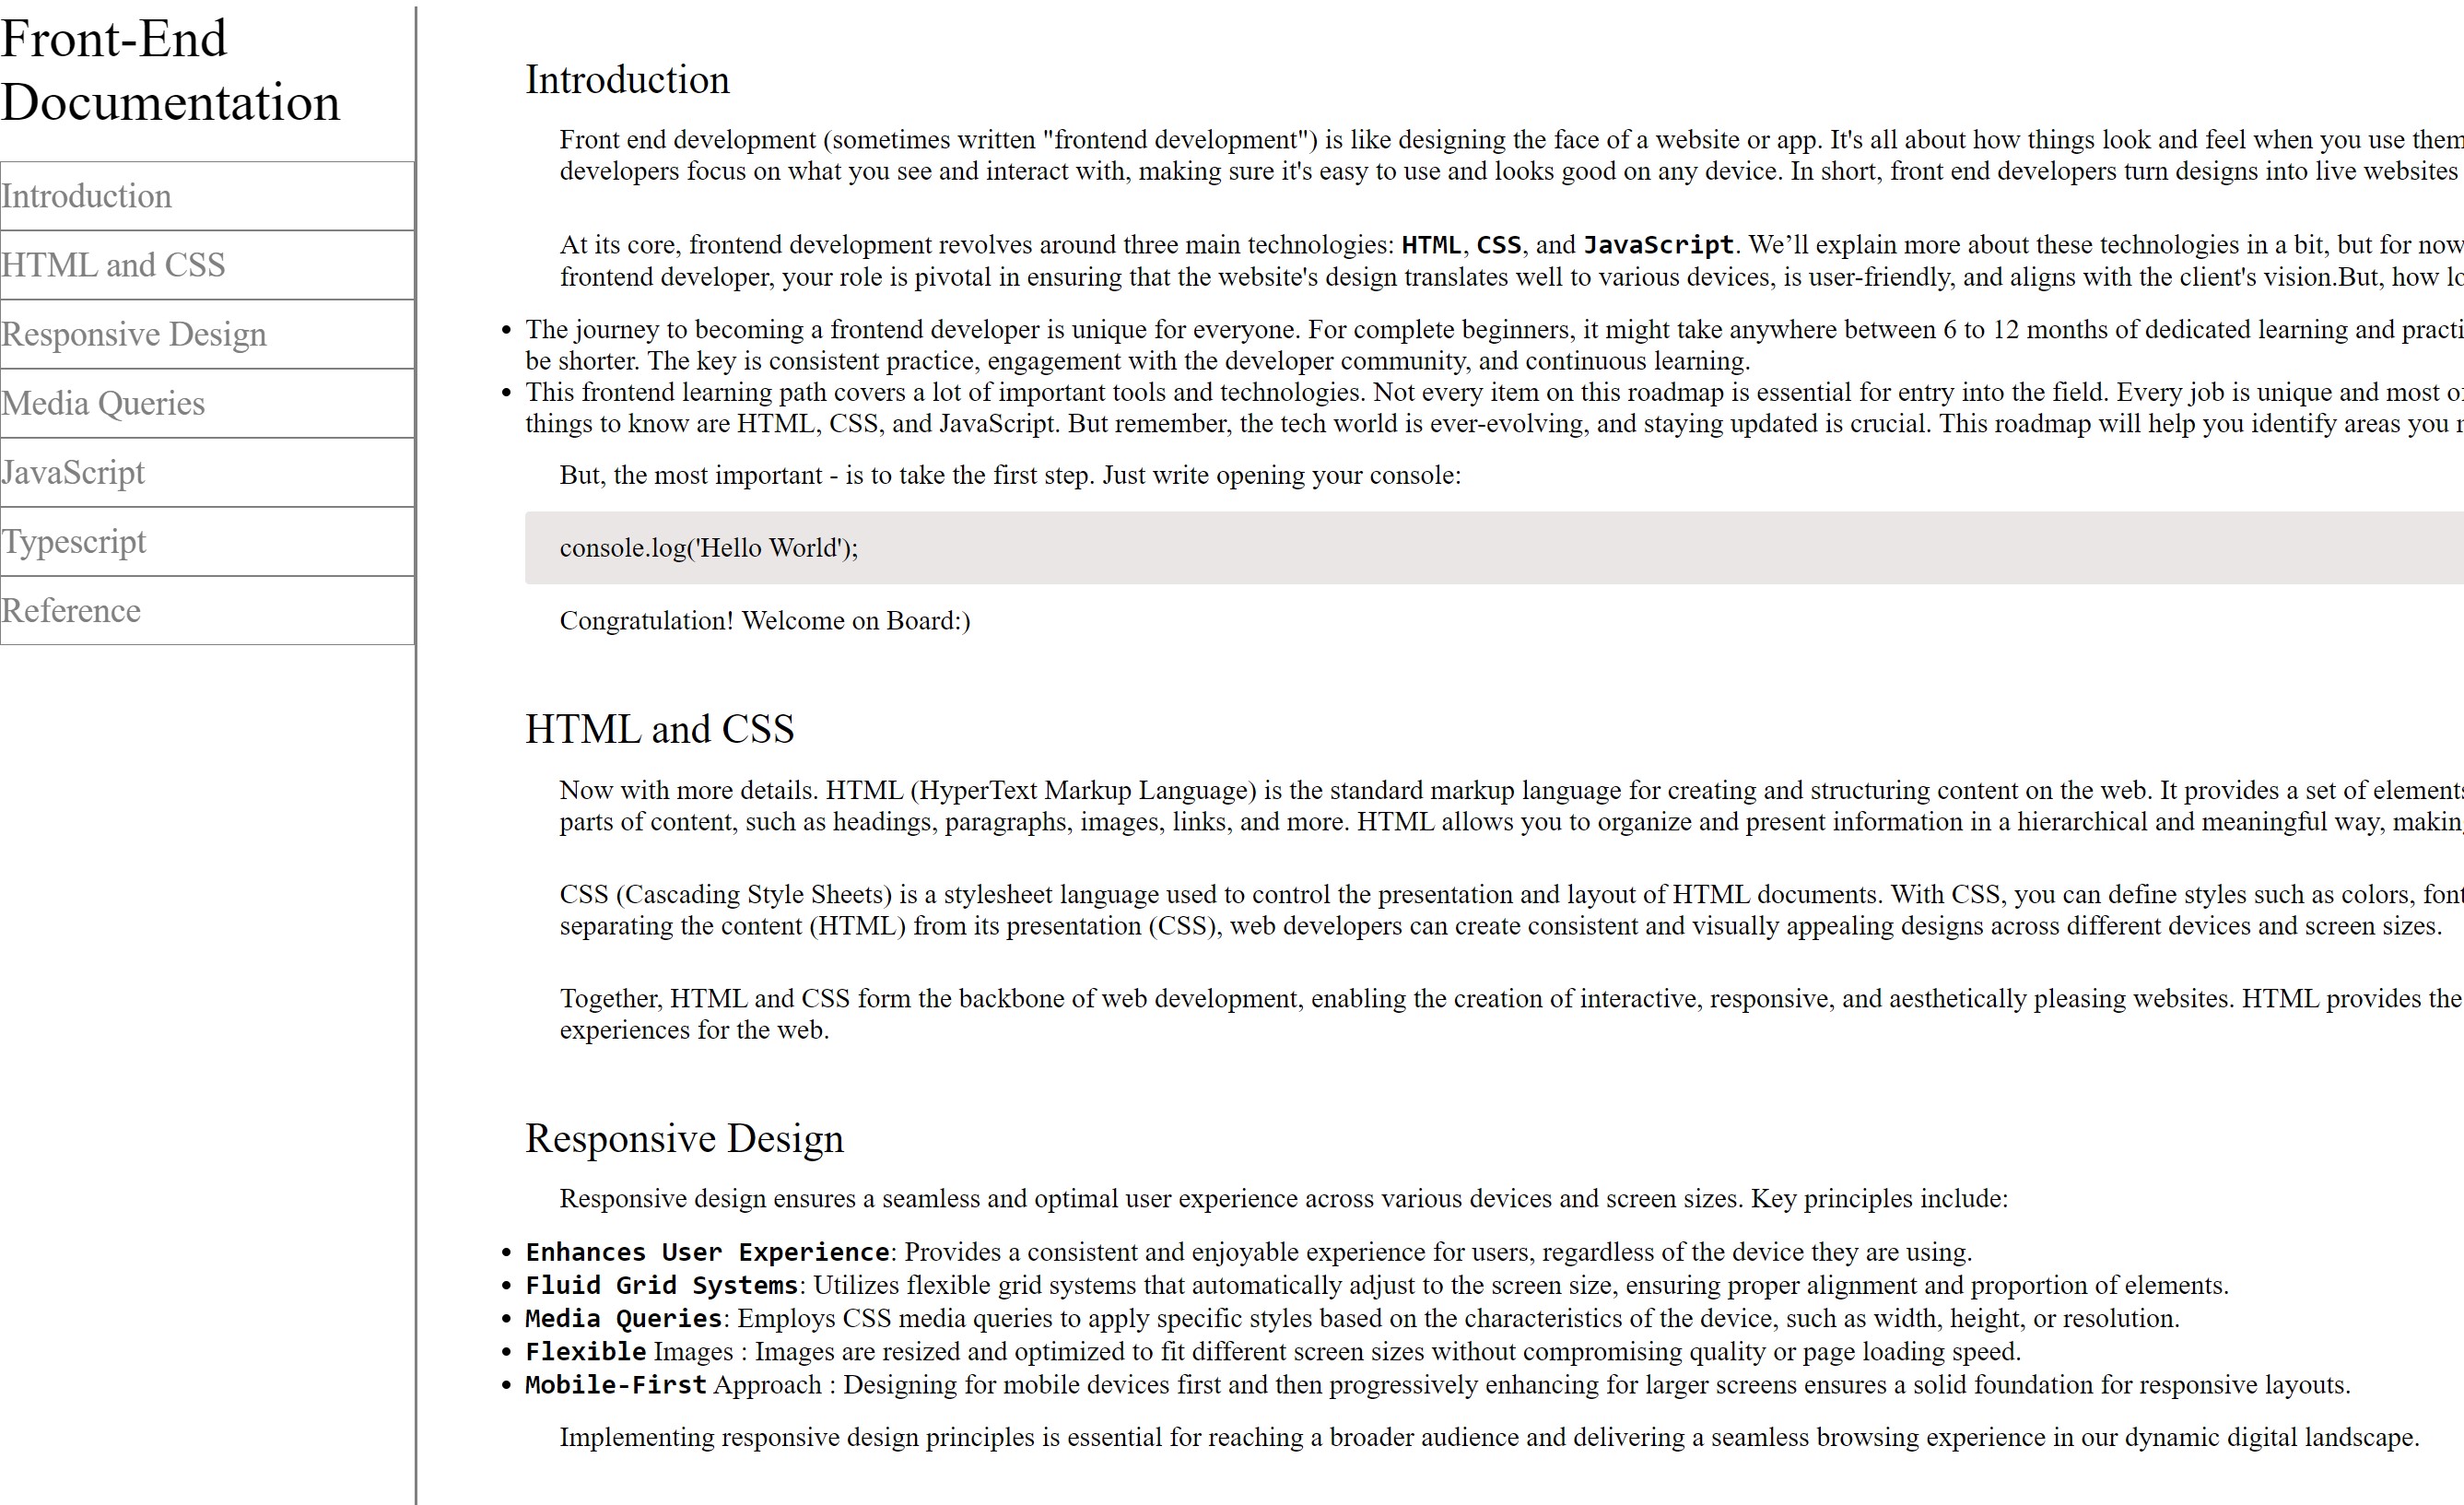 Front-End
Documentation
Introduction
HTML and CSS
Responsive Design
Media Queries
JavaScript
Typescript
Reference
Introduction
Front end development (sometimes written "frontend development") is like designing the face of a website or app. It's all about how things look and feel when you use them
developers focus on what you see and interact with, making sure it's easy to use and looks good on any device. In short, front end developers turn designs into live websites
At its core, frontend development revolves around three main technologies: HTML, CSS, and JavaScript. We’ll explain more about these technologies in a bit, but for now
frontend developer, your role is pivotal in ensuring that the website's design translates well to various devices, is user-friendly, and aligns with the client's vision.But, how
• The journey to becoming a frontend developer is unique for everyone. For complete beginners, it might take anywhere between 6 to 12 months of dedicated learning and
be shorter. The key is consistent practice, engagement with the developer community, and continuous learning.
• This frontend learning path covers a lot of important tools and technologies. Not every item on this roadmap is essential for entry into the field. Every job is unique and most
things to know are HTML, CSS, and JavaScript. But remember, the tech world is ever-evolving, and staying updated is crucial. This roadmap will help you identify areas you
But, the most important - is to take the first step. Just write opening your console:
console.log('Hello World');
Congratulation! Welcome on Board:)
HTML and CSS
Now with more details. HTML (HyperText Markup Language) is the standard markup language for creating and structuring content on the web. It provides a set of elements
parts of content, such as headings, paragraphs, images, links, and more. HTML allows you to organize and present information in a hierarchical and meaningful way,
CSS (Cascading Style Sheets) is a stylesheet language used to control the presentation and layout of HTML documents. With CSS, you can define styles such as colors,
separating the content (HTML) from its presentation (CSS), web developers can create consistent and visually appealing designs across different devices and screen sizes.
Together, HTML and CSS form the backbone of web development, enabling the creation of interactive, responsive, and aesthetically pleasing websites. HTML provides the
experiences for the web.
Responsive Design
Responsive design ensures a seamless and optimal user experience across various devices and screen sizes. Key principles include:
• Enhances User Experience: Provides a consistent and enjoyable experience for users, regardless of the device they are using.
• Fluid Grid Systems: Utilizes flexible grid systems that automatically adjust to the screen size, ensuring proper alignment and proportion of elements.
• Media Queries: Employs CSS media queries to apply specific styles based on the characteristics of the device, such as width, height, or resolution.
• Flexible Images : Images are resized and optimized to fit different screen sizes without compromising quality or page loading speed.
• Mobile-First Approach : Designing for mobile devices first and then progressively enhancing for larger screens ensures a solid foundation for responsive layouts.
Implementing responsive design principles is essential for reaching a broader audience and delivering a seamless browsing experience in our dynamic digital landscape.